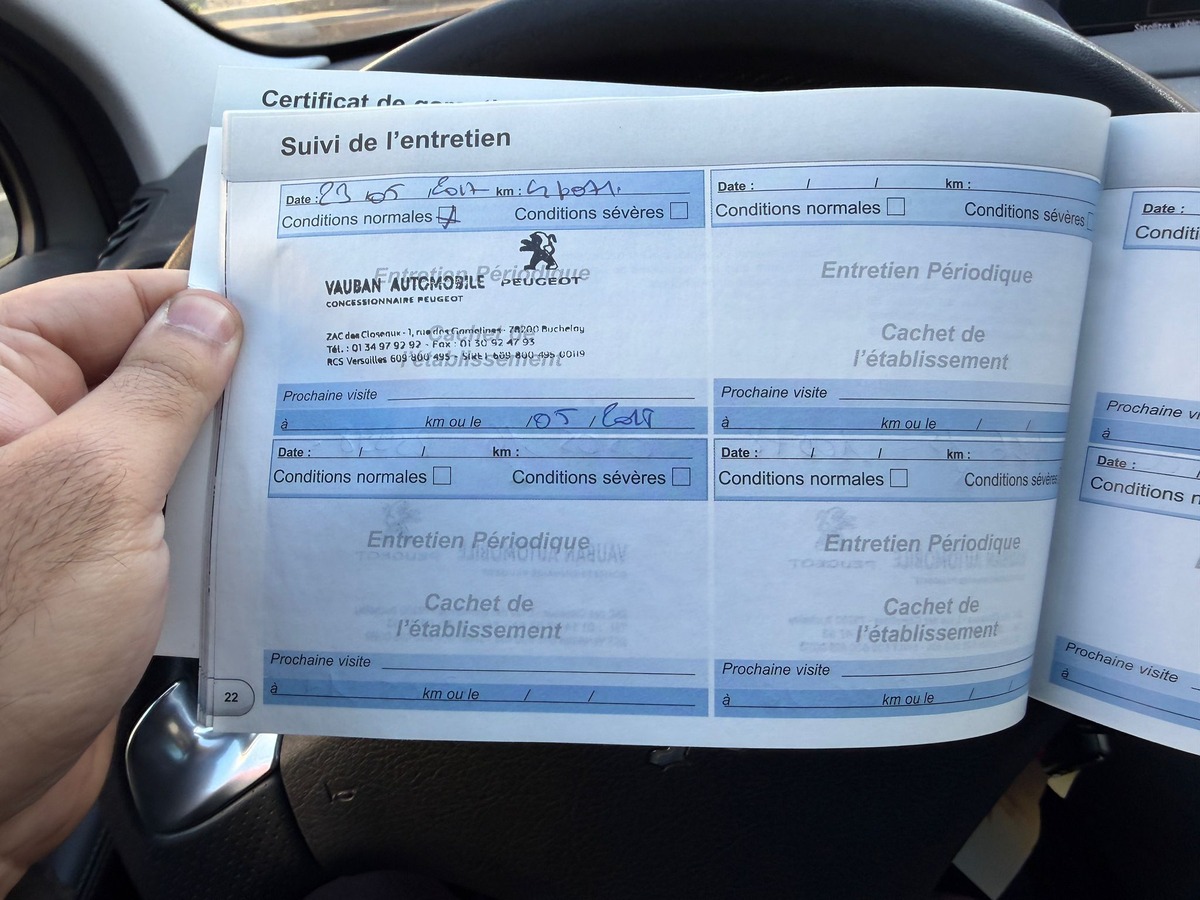 Certificat de
Suivi de l'entretien
Date : 23 / 05 / 2017 km :
Conditions normales Conditions sévères
Entretien Périodique
PEUGEOT
VAUBAN AUTOMOBILE
CONCESSIONNAIRE PEUGEOT
Cachet de
l'établissement
ZAC des Closeaux - 1, rue des Gamelines - 78200 Buchelay
Tél. : 01 34 97 92 92 - Fax : 01 30 92 47 93
RCS Versailles 609 800 495 - SIRET 609 800 495 00119
Prochaine visite
à km ou le / 05 / 2018
Date : / / km :
Conditions normales Conditions sévères
Entretien Périodique
Cachet de
l'établissement
Prochaine visite
à km ou le / /
22
Date : / / km :
Conditions normales Conditions sévères
Entretien Périodique
Cachet de
l'établissement
Prochaine visite
à km ou le / /
Date : / / km :
Conditions normales Conditions sévères
Entretien Périodique
Cachet de
l'établissement
Prochaine visite
à km ou le / /
Date :
Prochaine
à
Date :
Conditions
Prochaine visite
à